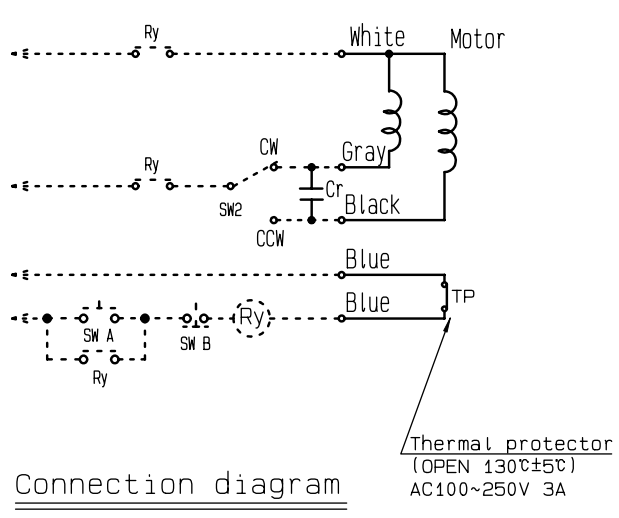 Ry
White
Motor
Ry
CW
Gray
SW2
Cr
Black
CCW
Blue
Blue
TP
SW A
SW B
Ry
Ry
Thermal protector
(OPEN 130℃±5℃)
AC100~250V 3A
Connection diagram